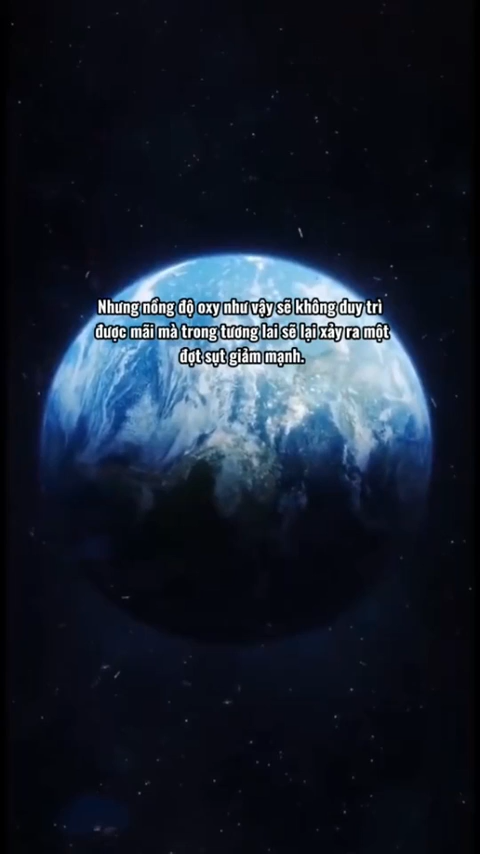 Nhưng nồng độ oxy như vậy sẽ không duy trì
được mãi mà trong tương lai sẽ lại xảy ra một
đợt sụt giảm mạnh.